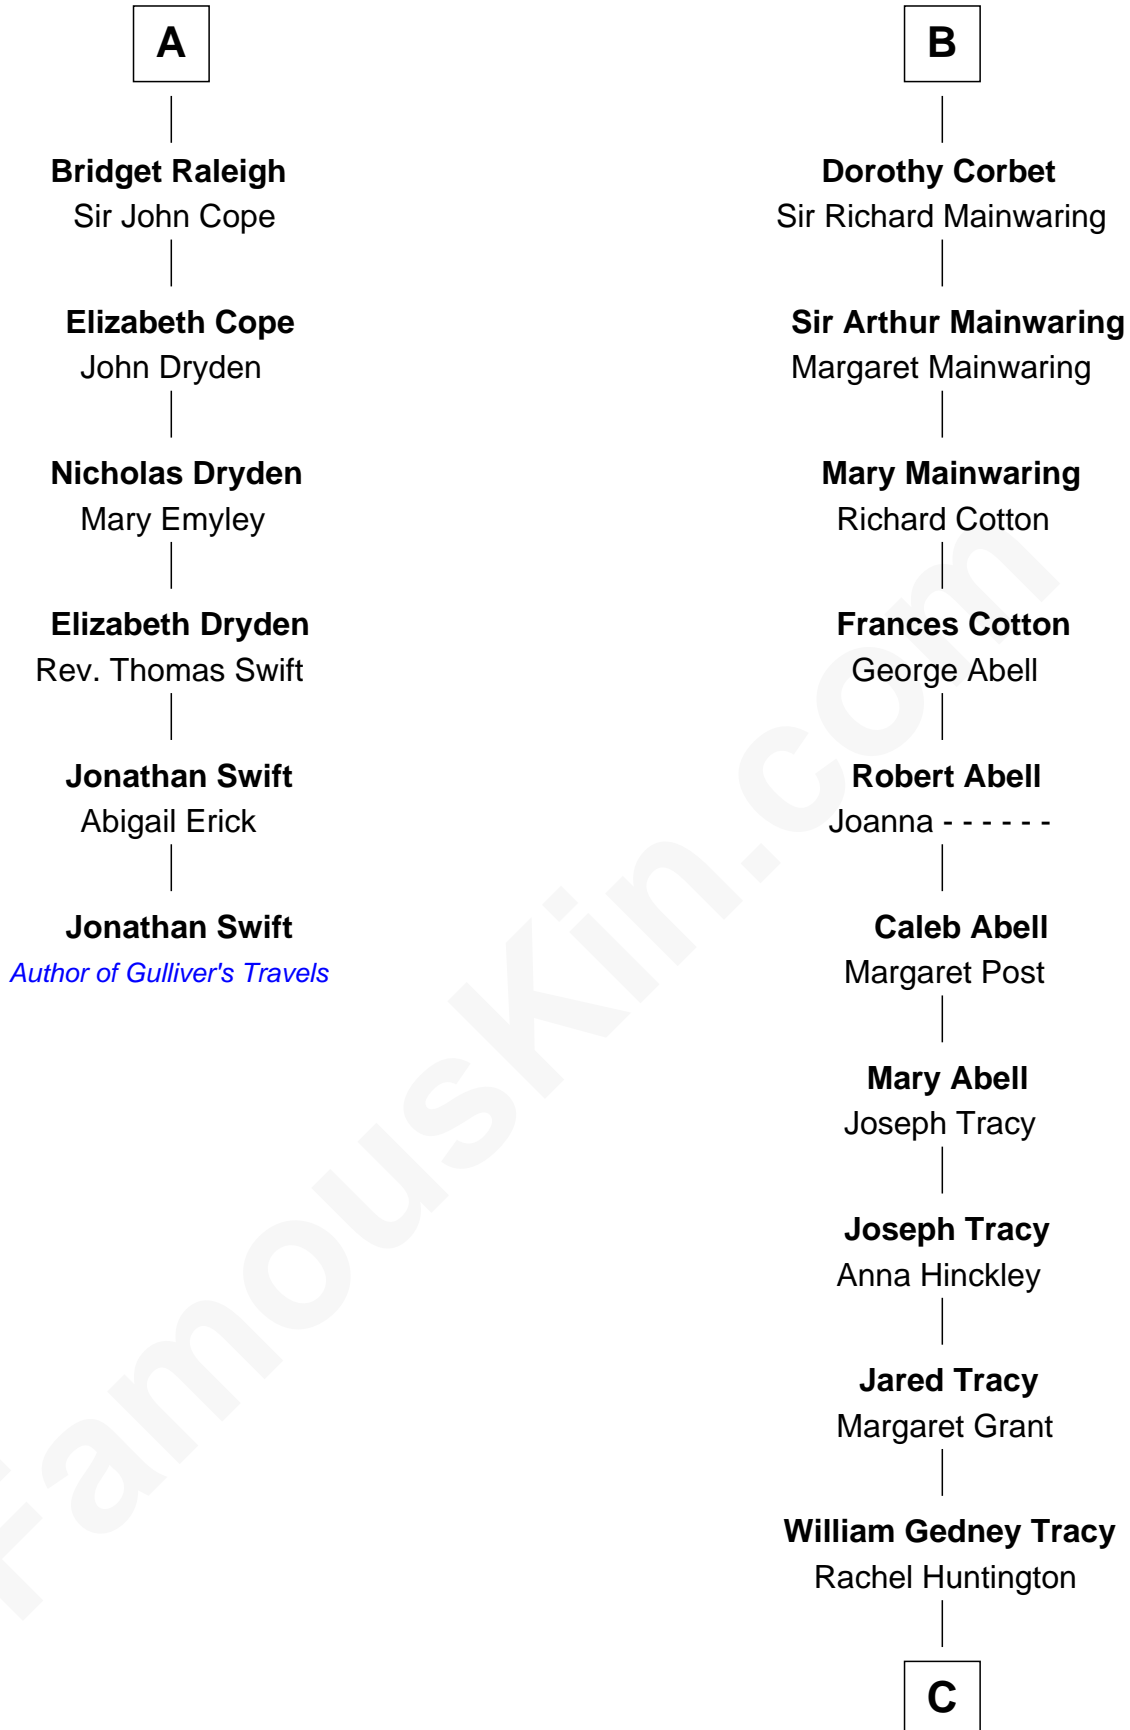 A
Bridget Raleigh
Sir John Cope
Elizabeth Cope
John Dryden
Nicholas Dryden
Mary Emyley
Elizabeth Dryden
Rev. Thomas Swift
Jonathan Swift
Abigail Erick
Jonathan Swift
Author of Gulliver's Travels
B
Dorothy Corbet
Sir Richard Mainwaring
Sir Arthur Mainwaring
Margaret Mainwaring
Mary Mainwaring
Richard Cotton
Frances Cotton
George Abell
Robert Abell
Joanna - - - - - -
Caleb Abell
Margaret Post
Mary Abell
Joseph Tracy
Joseph Tracy
Anna Hinckley
Jared Tracy
Margaret Grant
William Gedney Tracy
Rachel Huntington
C
FamousKin.com